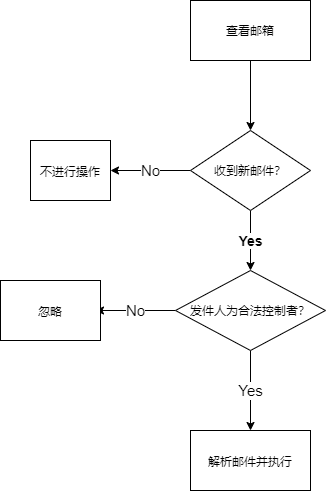 查看邮箱
收到新邮件?
No
不进行操作
Yes
发件人为合法控制者?
No
忽略
Yes
解析邮件并执行